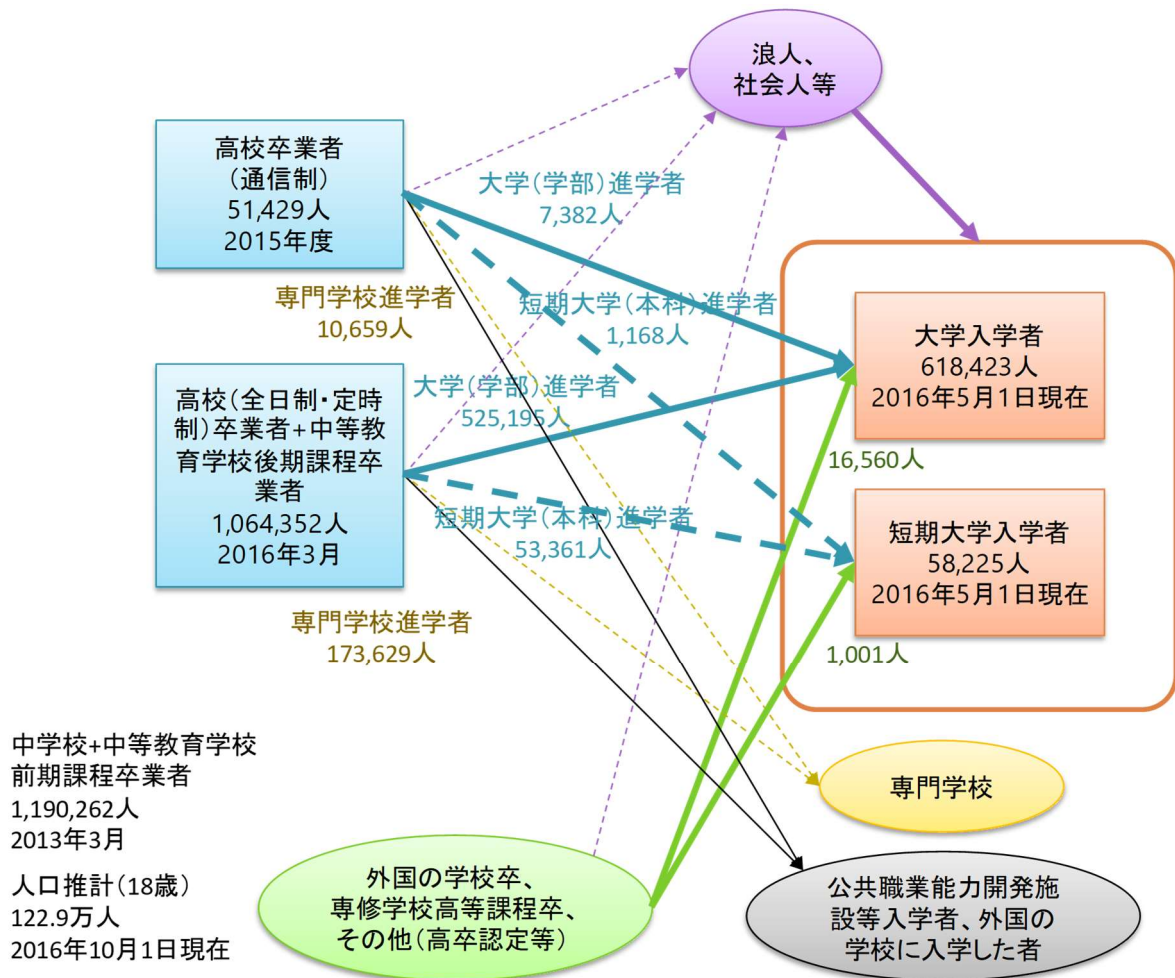 浪人、
社会人等
高校卒業者
（通信制）
51,429人
2015年度
大学（学部）進学者
7,382人
専門学校進学者
10,659人
短期大学（本科）進学者
1,168人
大学入学者
618,423人
2016年5月1日現在
高校（全日制・定時
制）卒業者+中等教
育学校後期課程卒
業者
1,064,352人
2016年3月
大学（学部）進学者
525,195人
16,560人
短期大学（本科）進学者
53,361人
短期大学入学者
58,225人
2016年5月1日現在
専門学校進学者
173,629人
1,001人
中学校+中等教育学校
前期課程卒業者
1,190,262人
2013年3月
人口推計（18歳）
122.9万人
2016年10月1日現在
専門学校
外国の学校卒、
専修学校高等課程卒、
その他（高卒認定等）
公共職業能力開発施
設等入学者、外国の
学校に入学した者